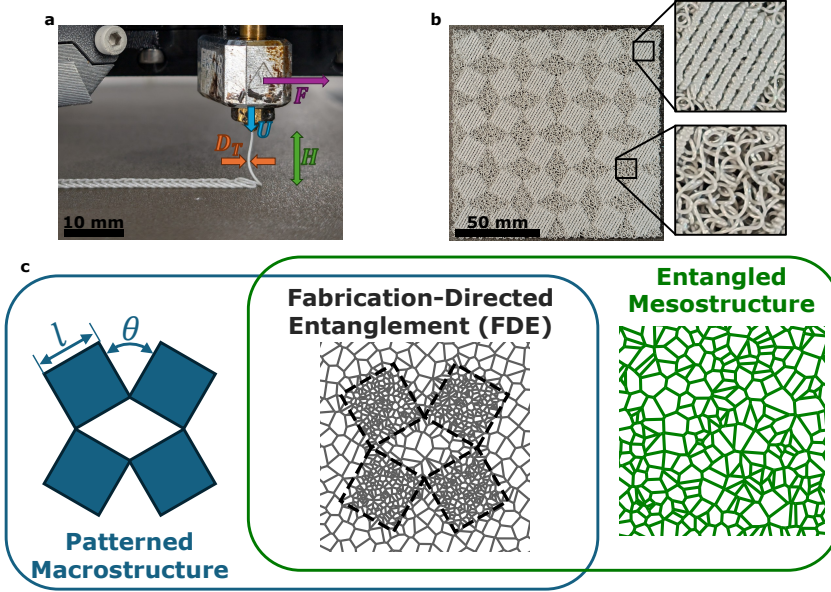 a
F
U
D_T
H
10 mm
b
50 mm
c
l
θ
Patterned
Macrostructure
Fabrication-Directed
Entanglement (FDE)
Entangled
Mesostructure